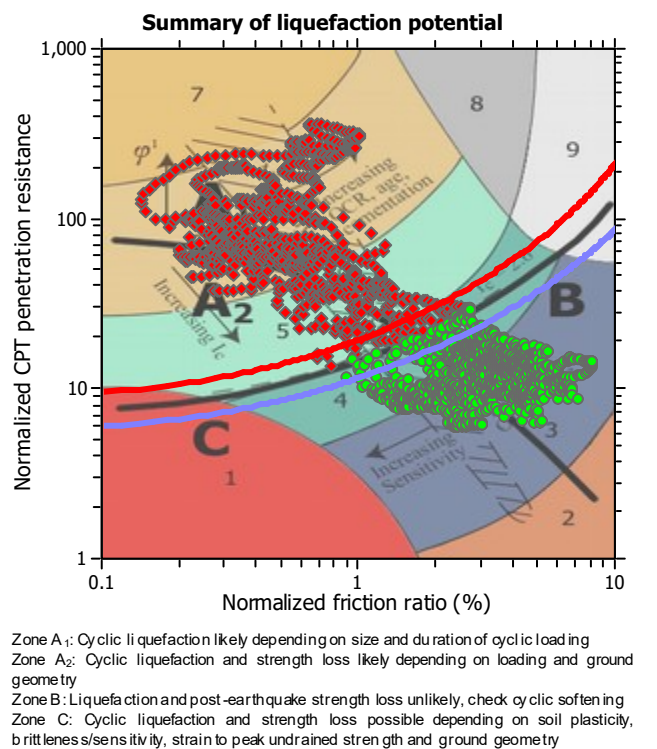 Summary of liquefaction potential
1,000
7
8
9
φ'
Increasing
OCR, age,
cementation
100
A2
B
Increasing Ic
5
10
4
C
3
Increasing
Sensitivity
1
2
1
0.1
1
10
Normalized CPT penetration resistance
Normalized friction ratio (%)
Zone A1: Cyclic liquefaction likely depending on size and duration of cyclic loading
Zone A2: Cyclic liquefaction and strength loss likely depending on loading and ground
geometry
Zone B: Liquefaction and post-earthquake strength loss unlikely, check cyclic softening
Zone C: Cyclic liquefaction and strength loss possible depending on soil plasticity,
brittleness/sensitivity, strain to peak undrained strength and ground geometry